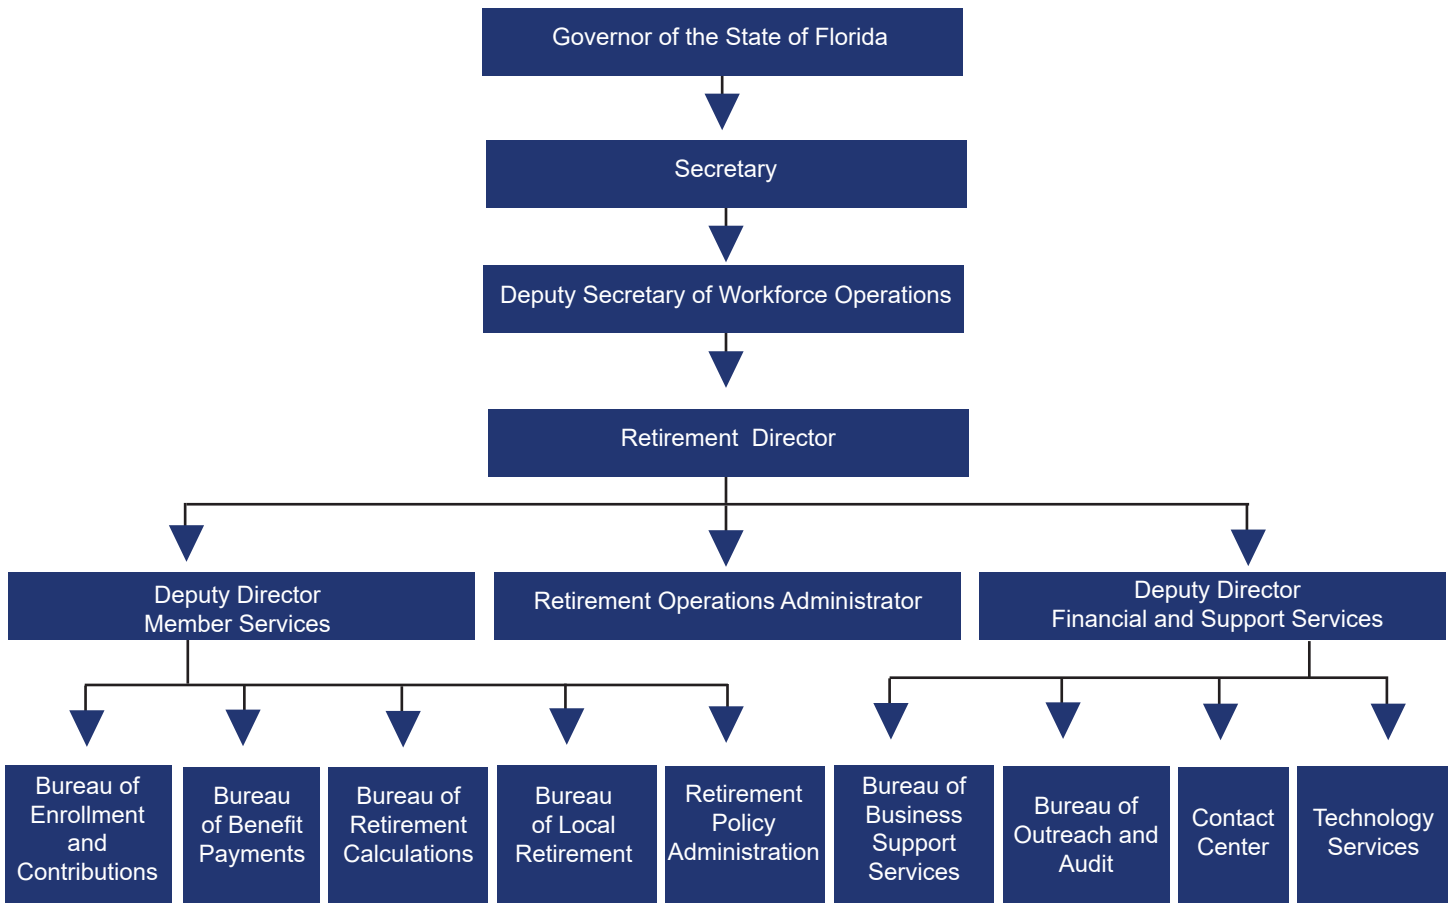 Governor of the State of Florida
Secretary
Deputy Secretary of Workforce Operations
Retirement Director
Deputy Director
Member Services
Retirement Operations Administrator
Deputy Director
Financial and Support Services
Bureau of
Enrollment
and
Contributions
Bureau
of Benefit
Payments
Bureau of
Retirement
Calculations
Bureau
of Local
Retirement
Retirement
Policy
Administration
Bureau of
Business
Support
Services
Bureau of
Outreach and
Audit
Contact
Center
Technology
Services